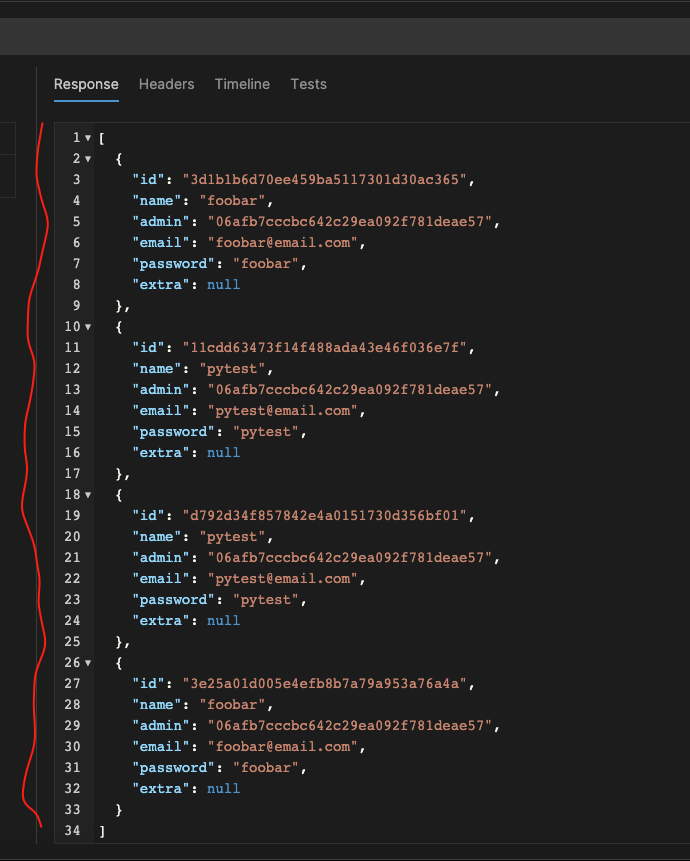 Response Headers Timeline Tests
1 [
2 {
3 "id": "3d1b1b6d70ee459ba5117301d30ac365",
4 "name": "foobar",
5 "admin": "06afb7cccbc642c29ea092f781deae57",
6 "email": "foobar@email.com",
7 "password": "foobar",
8 "extra": null
9 },
10 {
11 "id": "11cdd63473f14f488ada43e46f036e7f",
12 "name": "pytest",
13 "admin": "06afb7cccbc642c29ea092f781deae57",
14 "email": "pytest@email.com",
15 "password": "pytest",
16 "extra": null
17 },
18 {
19 "id": "d792d34f857842e4a0151730d356bf01",
20 "name": "pytest",
21 "admin": "06afb7cccbc642c29ea092f781deae57",
22 "email": "pytest@email.com",
23 "password": "pytest",
24 "extra": null
25 },
26 {
27 "id": "3e25a01d005e4efb8b7a79a953a76a4a",
28 "name": "foobar",
29 "admin": "06afb7cccbc642c29ea092f781deae57",
30 "email": "foobar@email.com",
31 "password": "foobar",
32 "extra": null
33 }
34 ]